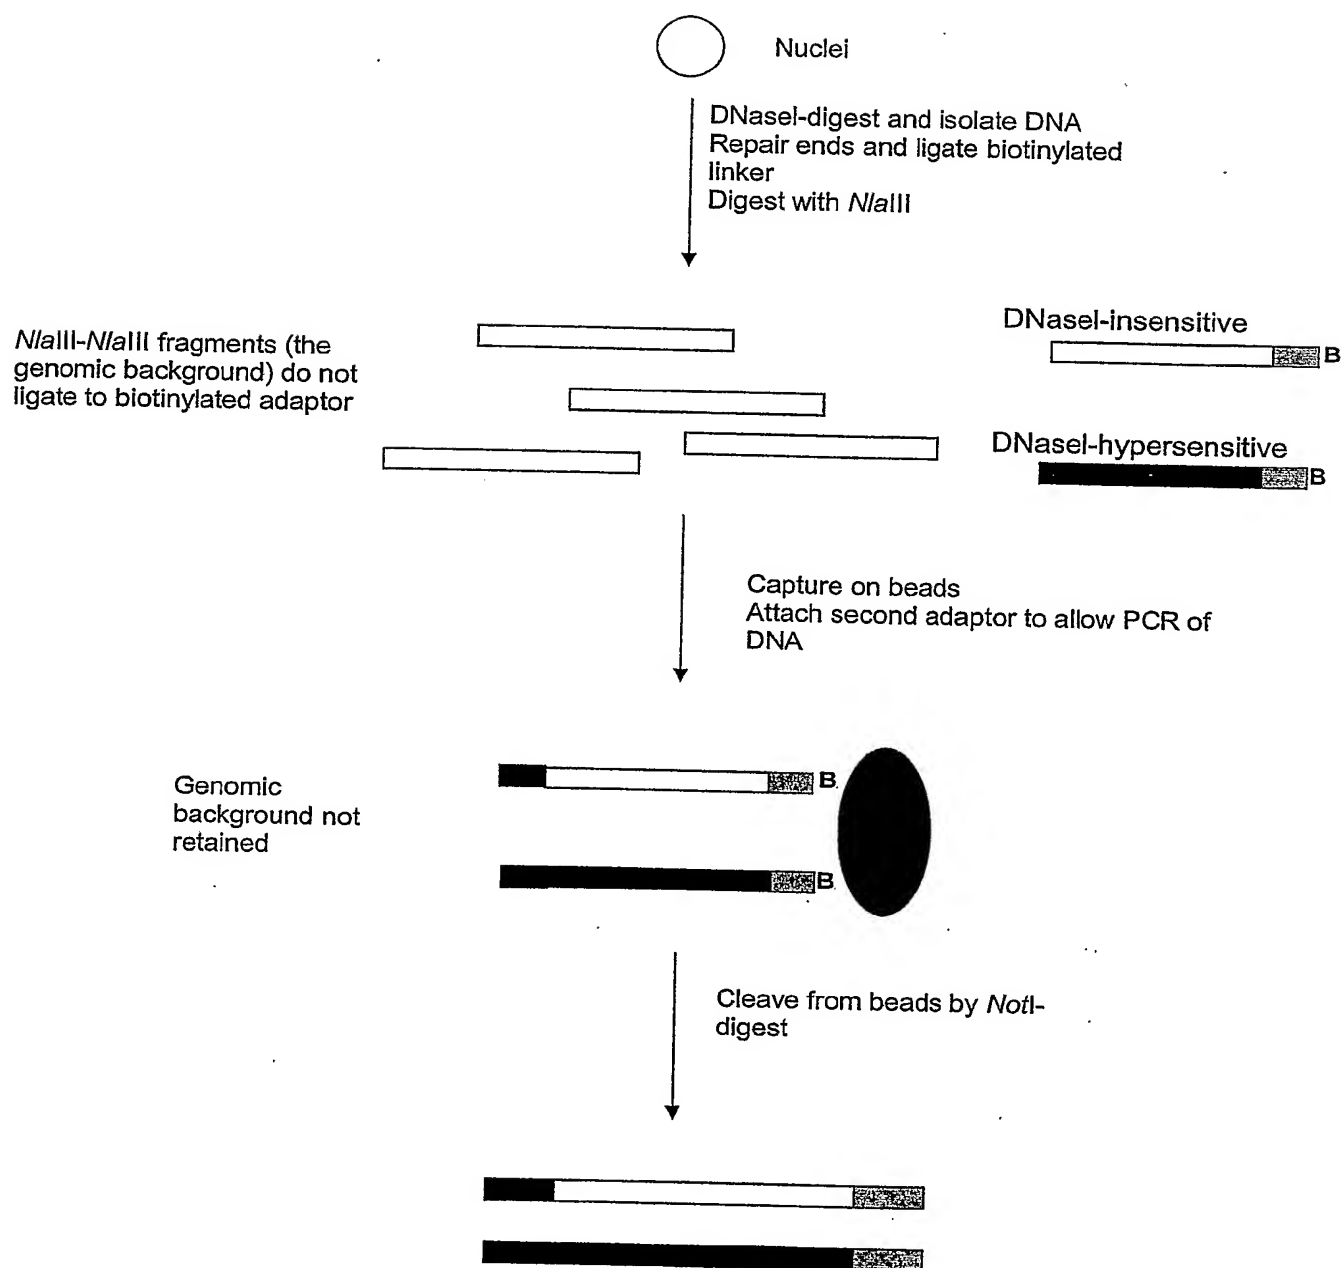 Nuclei
DNaseI-digest and isolate DNA
Repair ends and ligate biotinylated
linker
Digest with NlaIII
NlaIII-NlaIII fragments (the
genomic background) do not
ligate to biotinylated adaptor
DNaseI-insensitive
B
DNaseI-hypersensitive
B
Capture on beads
Attach second adaptor to allow PCR of
DNA
Genomic
background not
retained
B
B
Cleave from beads by NotI-
digest